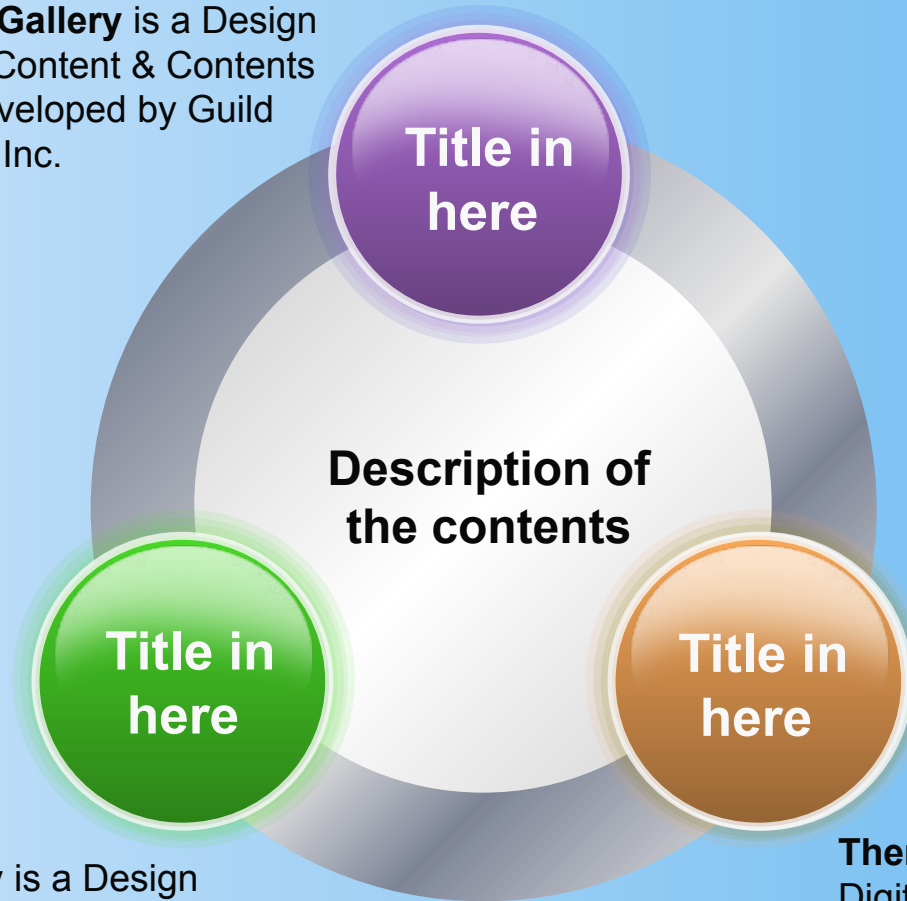 Gallery is a Design
Content & Contents
veloped by Guild
Inc.
Title in
here
Description of
the contents
Title in
here
Title in
here
is a Design